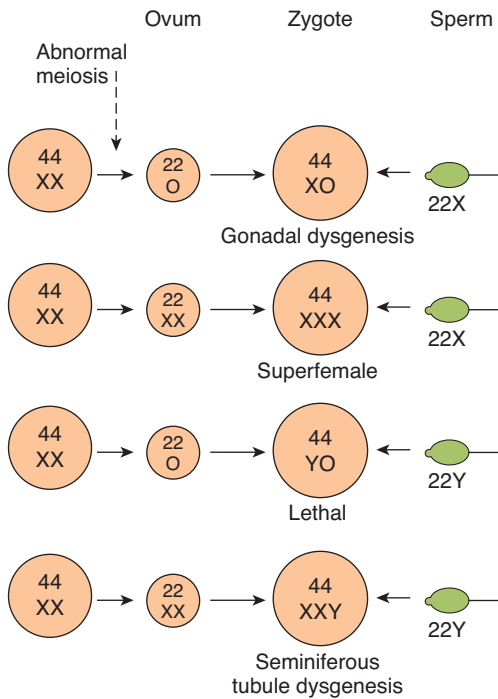 Ovum Zygote Sperm
Abnormal
meiosis
44
XX
22
O
44
XO
22X
Gonadal dysgenesis
44
XX
22
XX
44
XXX
22X
Superfemale
44
XX
22
O
44
YO
22Y
Lethal
44
XX
22
XX
44
XXY
22Y
Seminiferous
tubule dysgenesis